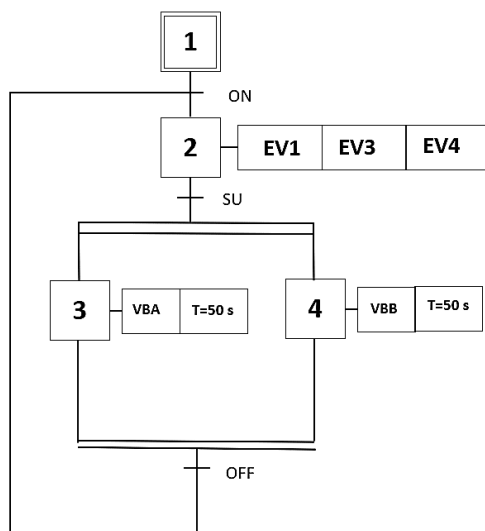 1
ON
2 EV1 EV3 EV4
SU
3 VBA T=50 s 4 VBB T=50 s
OFF